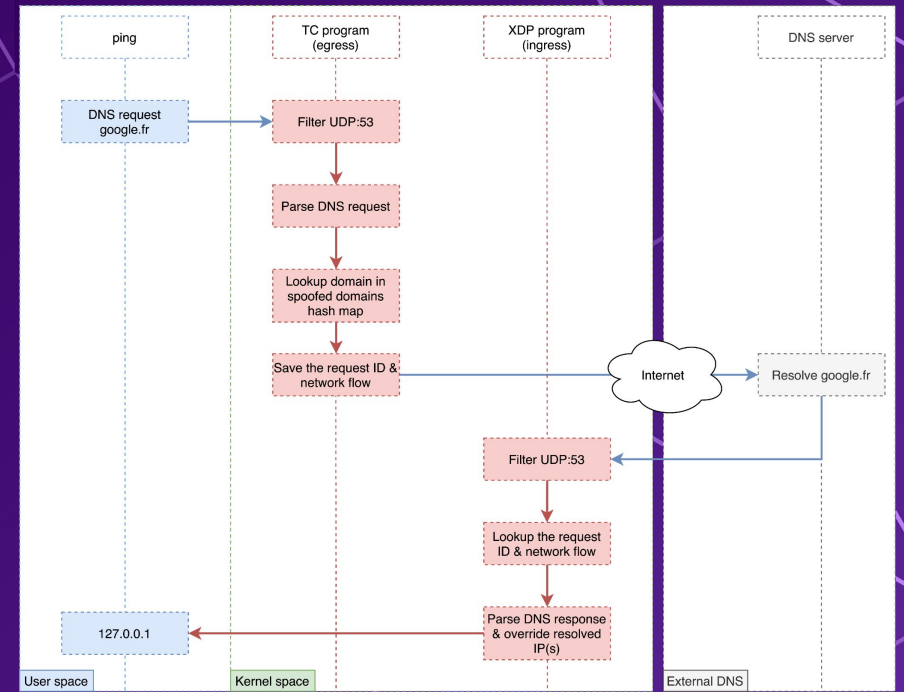 ping
TC program
(egress)
XDP program
(ingress)
DNS server
DNS request
google.fr
Filter UDP:53
Parse DNS request
Lookup domain in
spoofed domains
hash map
Save the request ID &
network flow
Internet
Resolve google.fr
Filter UDP:53
Lookup the request
ID & network flow
Parse DNS response
& override resolved
IP(s)
127.0.0.1
User space
Kernel space
External DNS